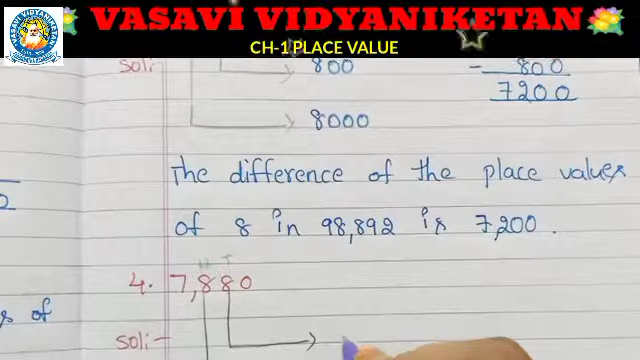 VASAVI VIDYANIKETAN
CH-1 PLACE VALUE
Sol:- 800 - 800
7200
8000
The difference of the place values
of 8 in 98,892 is 7,200.
s of
H T
4. 7,880
Sol:-